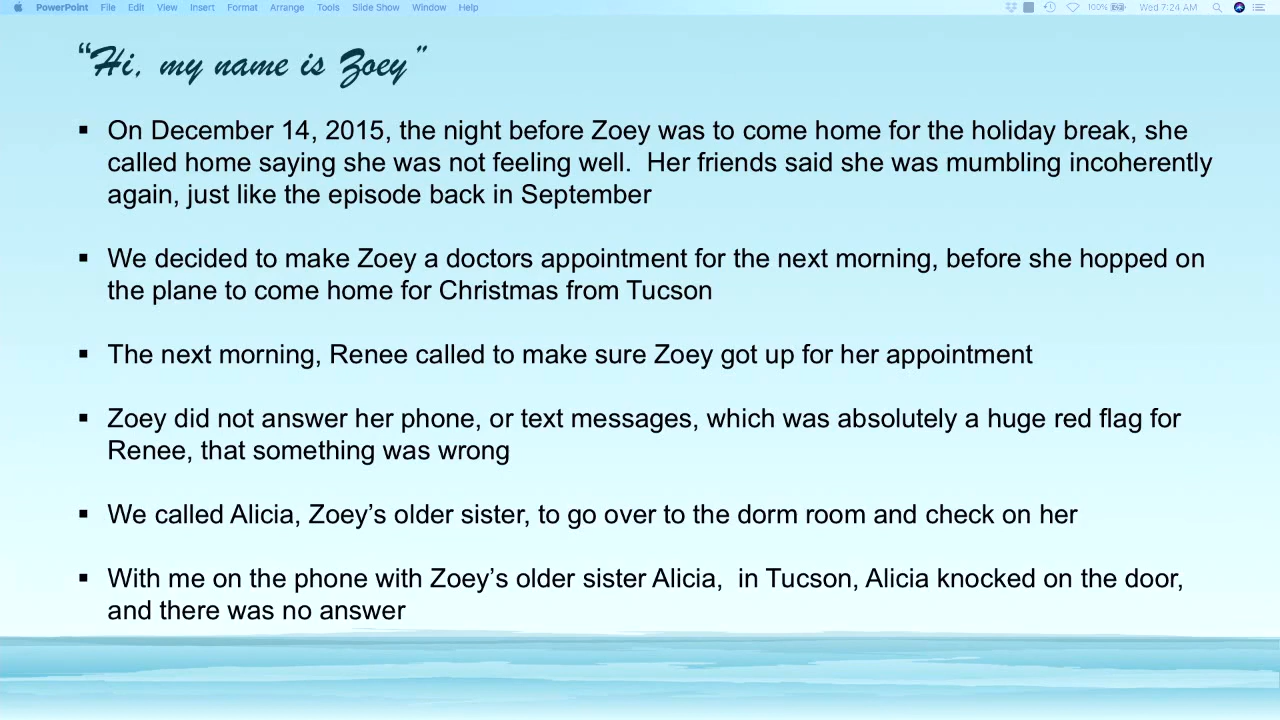 PowerPoint File Edit View Insert Format Arrange Tools Slide Show Window Help 100% Wed 7:24 AM
“Hi, my name is Zoey”
▪ On December 14, 2015, the night before Zoey was to come home for the holiday break, she
called home saying she was not feeling well.  Her friends said she was mumbling incoherently
again, just like the episode back in September
▪ We decided to make Zoey a doctors appointment for the next morning, before she hopped on
the plane to come home for Christmas from Tucson
▪ The next morning, Renee called to make sure Zoey got up for her appointment
▪ Zoey did not answer her phone, or text messages, which was absolutely a huge red flag for
Renee, that something was wrong
▪ We called Alicia, Zoey’s older sister, to go over to the dorm room and check on her
▪ With me on the phone with Zoey’s older sister Alicia,  in Tucson, Alicia knocked on the door,
and there was no answer